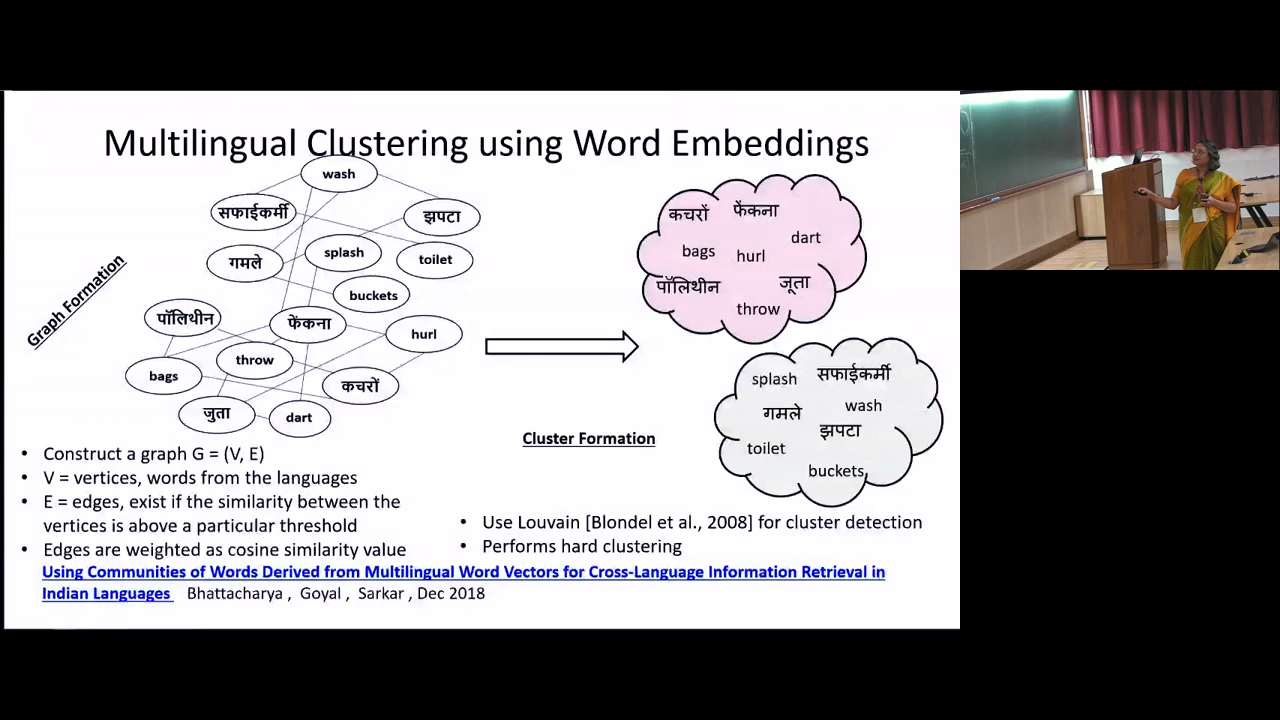 Multilingual Clustering using Word Embeddings
wash
सफाईकर्मी
झपटा
गमले
splash
toilet
buckets
Graph Formation
पॉलिथीन
फेंकना
hurl
throw
bags
कचरों
जुता
dart
कचरों
फेंकना
dart
bags
hurl
पॉलिथीन
जूता
throw
splash
सफाईकर्मी
गमले
wash
झपटा
toilet
buckets
Cluster Formation
• Construct a graph G = (V, E)
• V = vertices, words from the languages
• E = edges, exist if the similarity between the
vertices is above a particular threshold
• Edges are weighted as cosine similarity value
• Use Louvain [Blondel et al., 2008] for cluster detection
• Performs hard clustering
Using Communities of Words Derived from Multilingual Word Vectors for Cross-Language Information Retrieval in
Indian Languages Bhattacharya , Goyal , Sarkar , Dec 2018